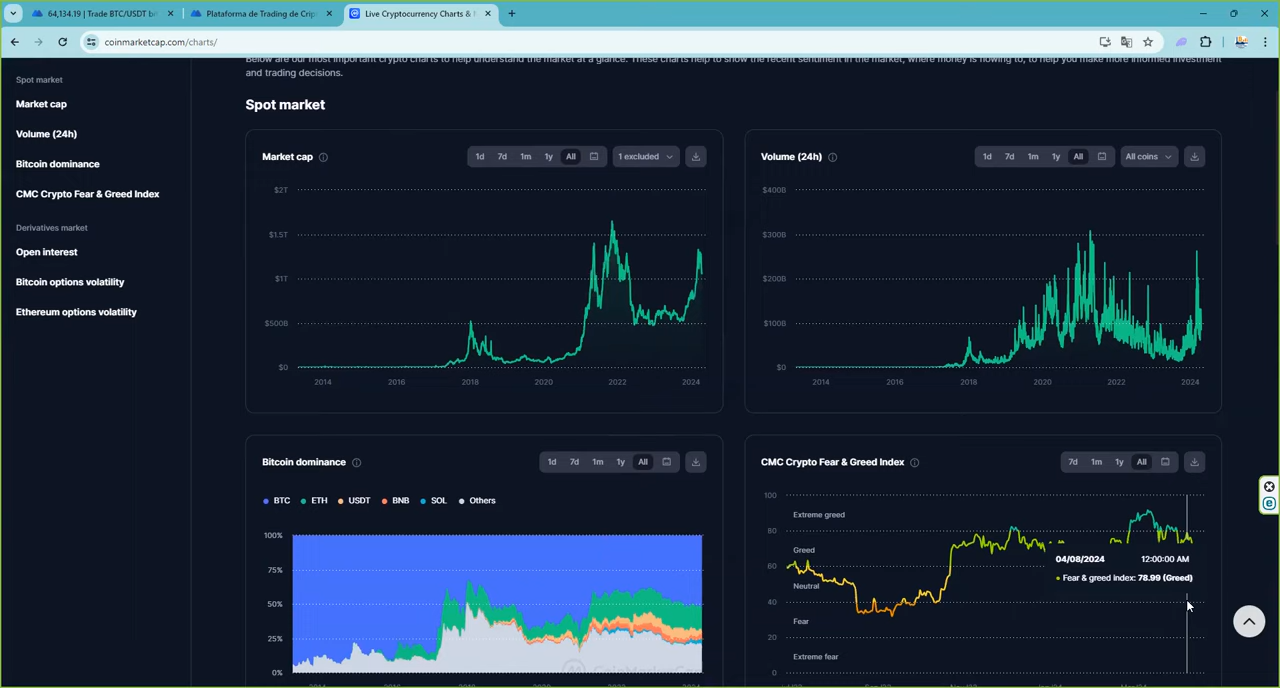 64,134.19 | Trade BTC/USDT bit
Plataforma de Trading de Crip
Live Cryptocurrency Charts & M
coinmarketcap.com/charts/
Below are our most important crypto charts to help understand the market at a glance. These charts help to show the recent sentiment in the market, where money is flowing to, to help you make more informed investment
and trading decisions.
Spot market
Market cap
Volume (24h)
Bitcoin dominance
CMC Crypto Fear & Greed Index
Derivatives market
Open interest
Bitcoin options volatility
Ethereum options volatility
Spot market
Market cap
1d 7d 1m 1y All
1 excluded
$2T
$1.5T
$1T
$500B
$0
2014 2016 2018 2020 2022 2024
Volume (24h)
1d 7d 1m 1y All
All coins
$400B
$300B
$200B
$100B
$0
2014 2016 2018 2020 2022 2024
Bitcoin dominance
1d 7d 1m 1y All
BTC ETH USDT BNB SOL Others
100%
75%
50%
25%
0%
CoinMarketCap
CMC Crypto Fear & Greed Index
7d 1m 1y All
100
Extreme greed
80
Greed
60
Neutral
40
Fear
20
Extreme fear
0
04/08/2024 12:00:00 AM
Fear & greed index: 78.99 (Greed)